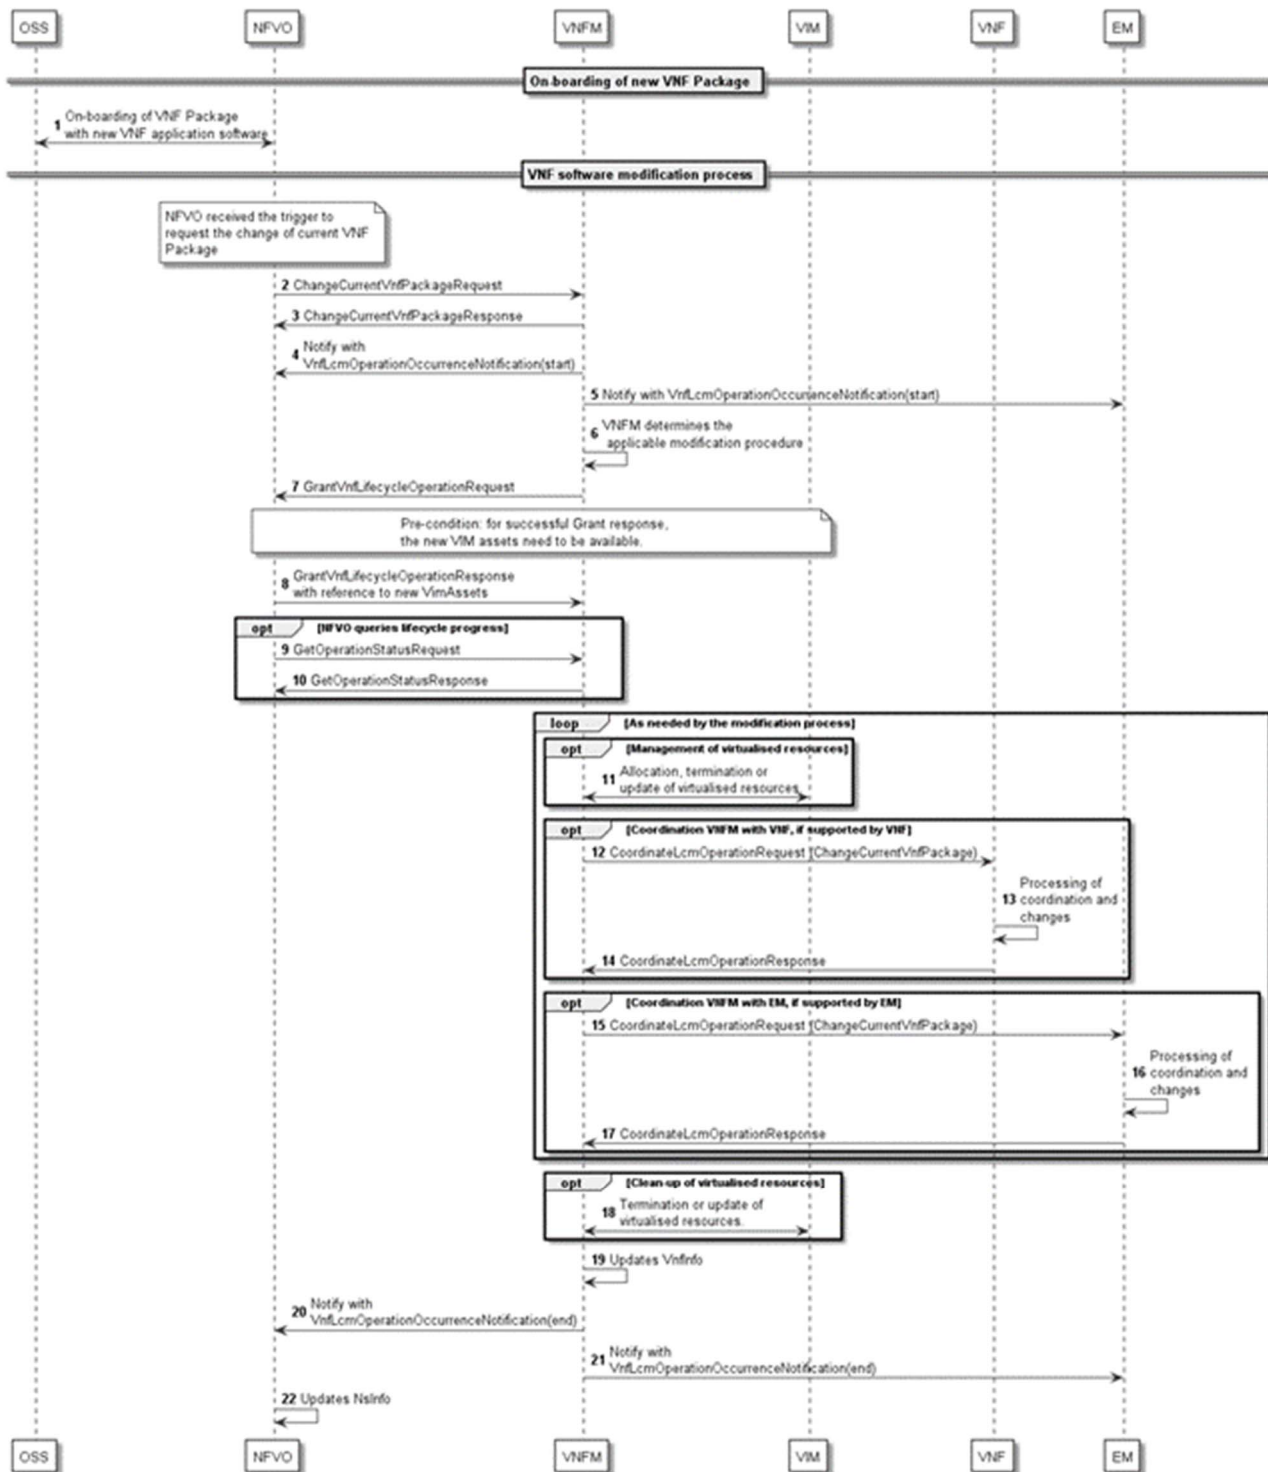 OSS NFVO VNFM VIM VNF EM
On-boarding of new VNF Package
1 On-boarding of VNF Package
with new VNF application software
VNF software modification process
NFVO received the trigger to
request the change of current VNF
Package
2 ChangeCurrentVnfPackageRequest
3 ChangeCurrentVnfPackageResponse
4 Notify with
VnfLcmOperationOccurrenceNotification(start)
5 Notify with VnfLcmOperationOccurrenceNotification(start)
6 VNFM determines the
applicable modification procedure
7 GrantVnfLifecycleOperationRequest
Pre-condition: for successful Grant response,
the new VIM assets need to be available.
8 GrantVnfLifecycleOperationResponse
with reference to new VimAssets
opt [NFVO queries lifecycle progress]
9 GetOperationStatusRequest
10 GetOperationStatusResponse
loop [As needed by the modification process]
opt [Management of virtualised resources]
11 Allocation, termination or
update of virtualised resources
opt [Coordination VNFM with VNF, if supported by VNF]
12 CoordinateLcmOperationRequest (ChangeCurrentVnfPackage)
13 Processing of
coordination and
changes
14 CoordinateLcmOperationResponse
opt [Coordination VNFM with EM, if supported by EM]
15 CoordinateLcmOperationRequest (ChangeCurrentVnfPackage)
16 Processing of
coordination and
changes
17 CoordinateLcmOperationResponse
opt [Clean-up of virtualised resources]
18 Termination or update of
virtualised resources.
19 Updates VnfInfo
20 Notify with
VnfLcmOperationOccurrenceNotification(end)
21 Notify with
VnfLcmOperationOccurrenceNotification(end)
22 Updates NsInfo
OSS NFVO VNFM VIM VNF EM